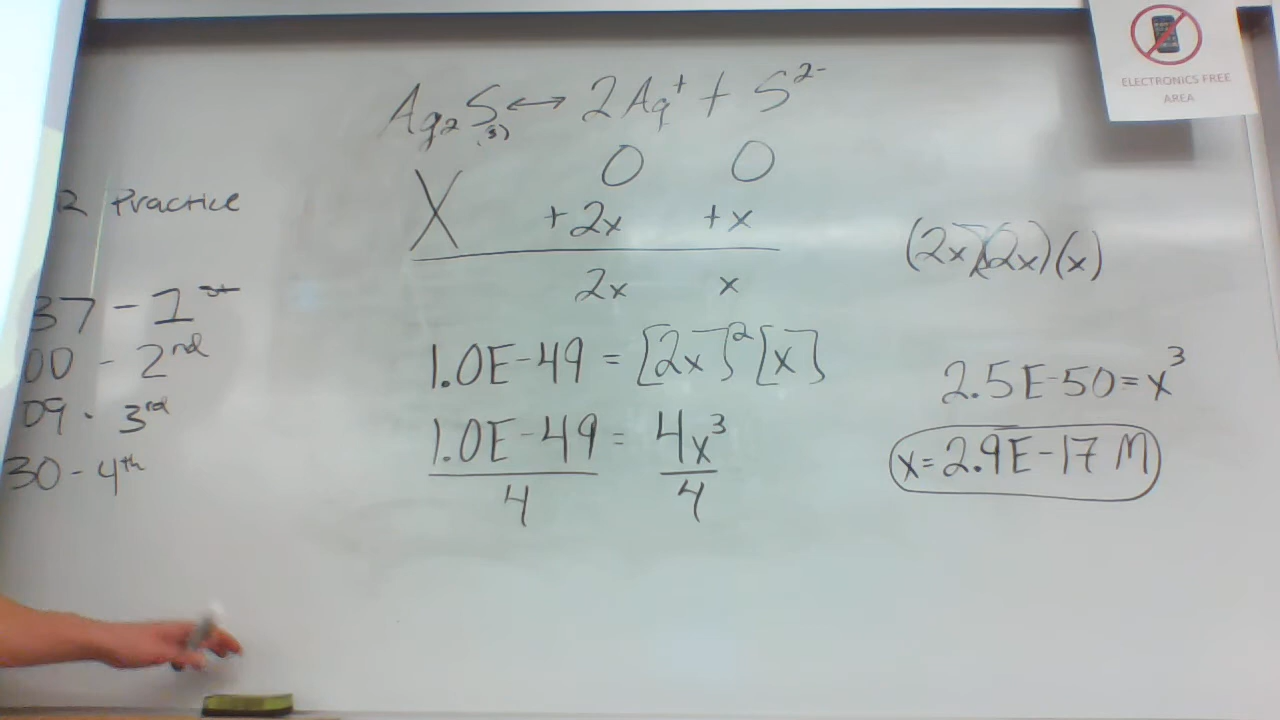 ELECTRONICS FREE
AREA
Ag₂S(s) ↔ 2Ag⁺ + S²⁻
X 0 0
+2x +x
2x x
1.0E-49 = [2x]²[x]
1.0E-49 = 4x³
4 4
(2x)(2x)(x)
2.5E-50 = x³
x = 2.9E-17 M
2 Practice
37 - 1st
00 - 2nd
09 - 3rd
30 - 4th